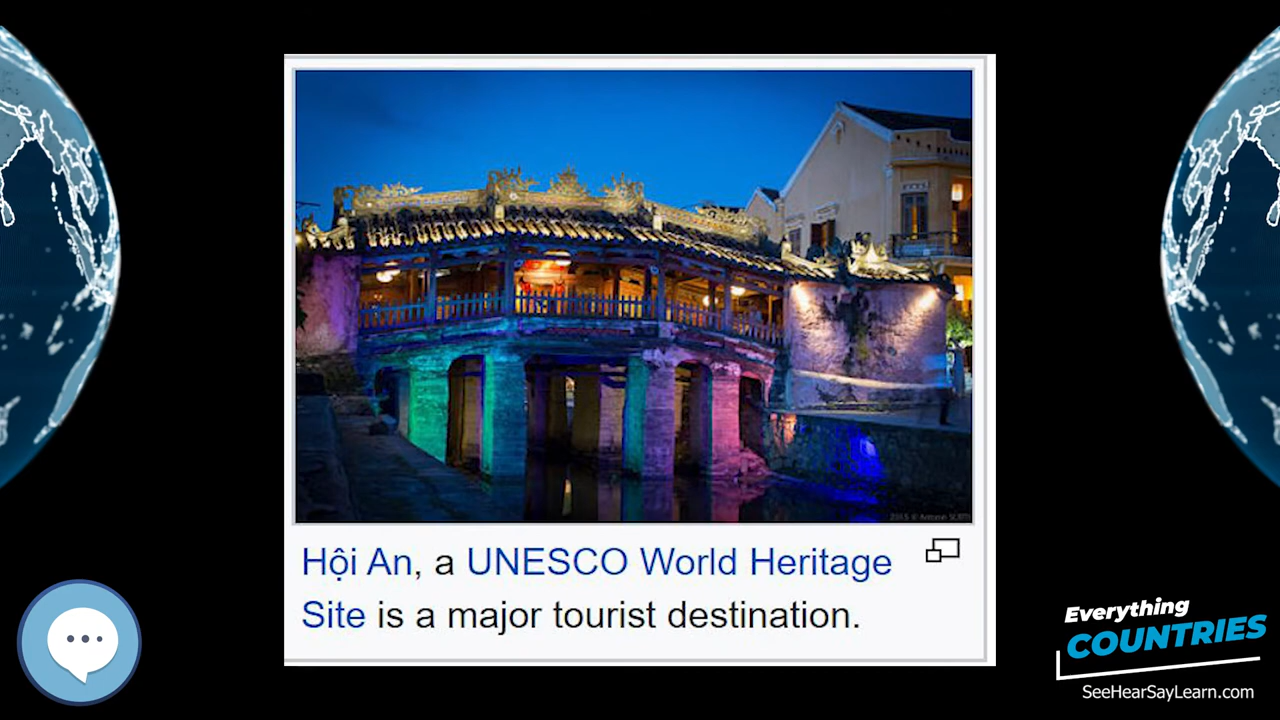 Hội An, a UNESCO World Heritage
Site is a major tourist destination.
Everything
COUNTRIES
SeeHearSayLearn.com